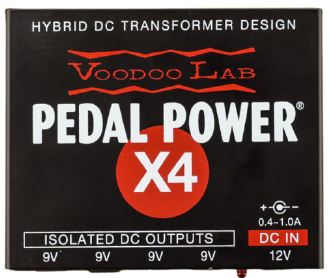 HYBRID DC TRANSFORMER DESIGN
VOODOO LAB
PEDAL POWER®
X4
+ -
0.4~1.0A
ISOLATED DC OUTPUTS
DC IN
9V 9V 9V 9V 12V